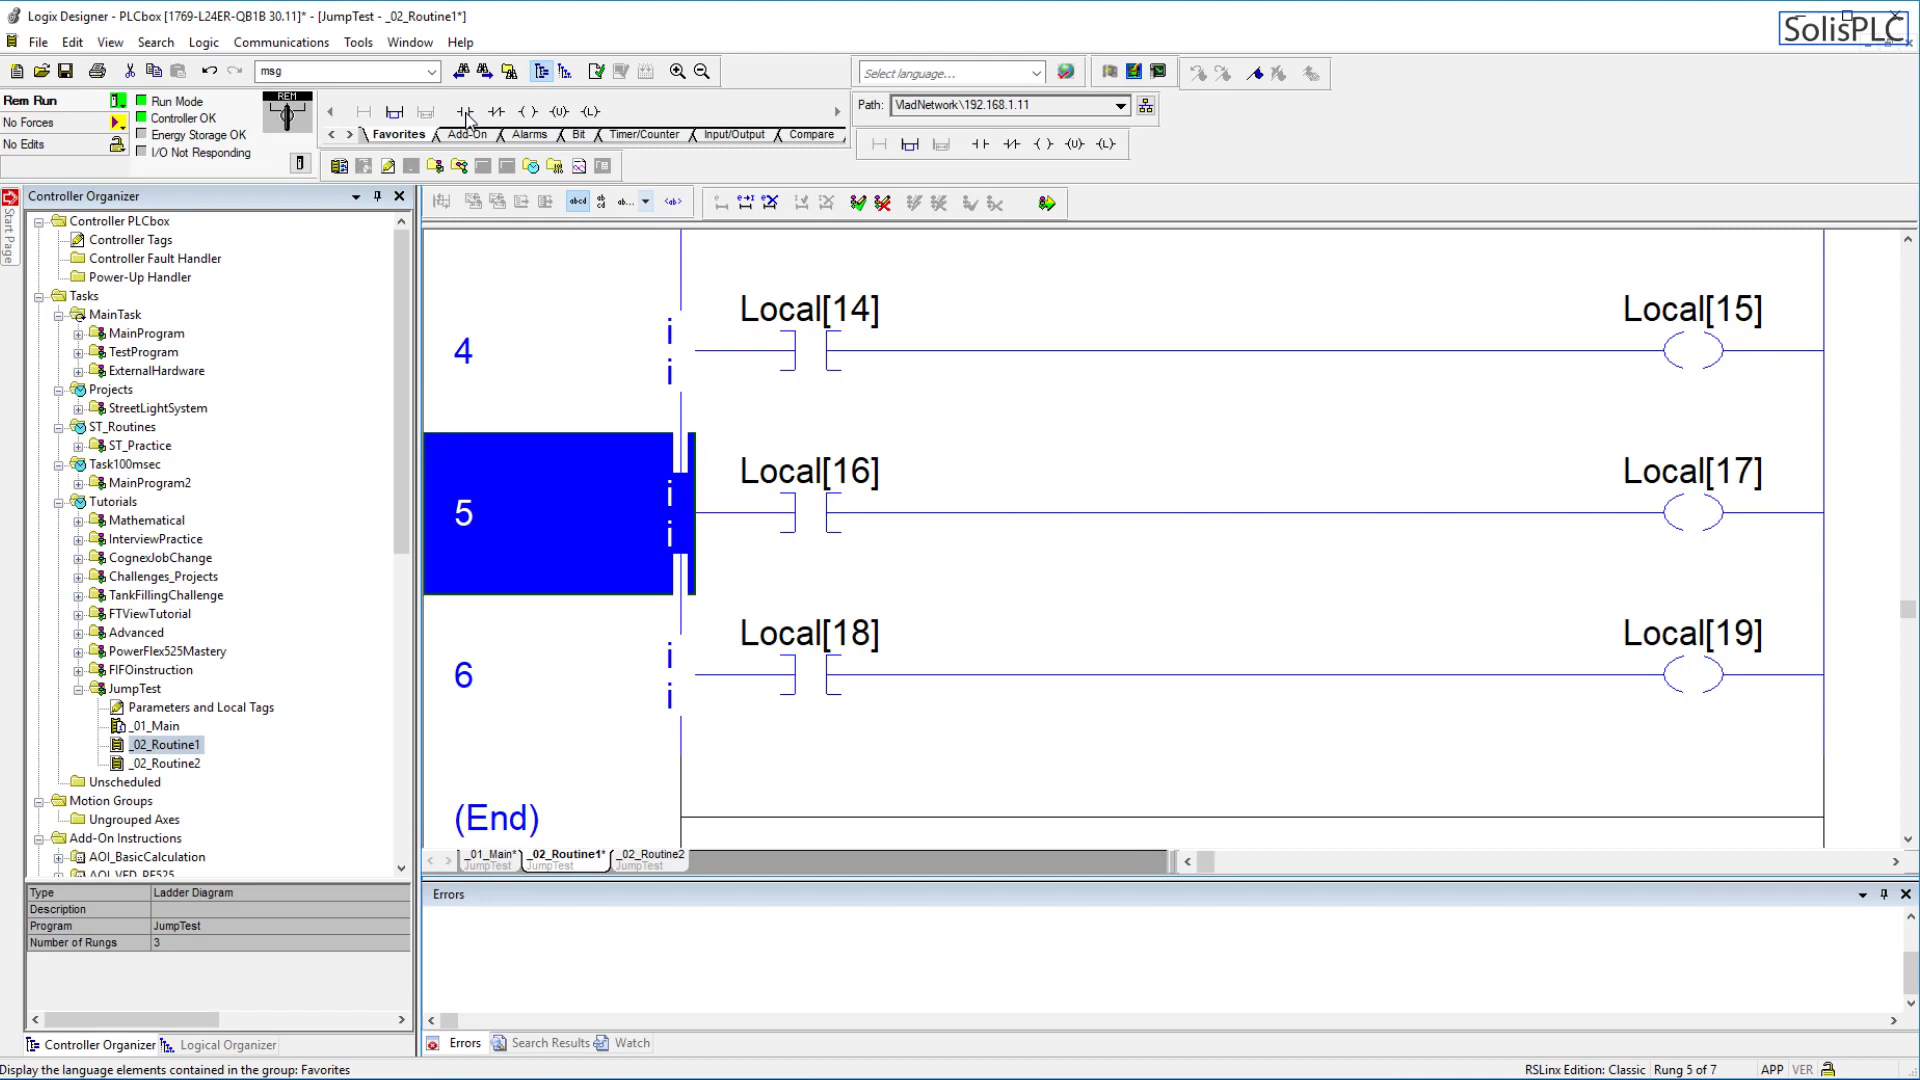 Logix Designer - PLCbox [1769-L24ER-QB1B 30.11]* - [JumpTest - _02_Routine1*]
SolisPLC
File Edit View Search Logic Communications Tools Window Help
msg
Select language...
Rem Run
No Forces
No Edits
Run Mode
Controller OK
Energy Storage OK
I/O Not Responding
REM
Path: VladNetwork\192.168.1.11
Favorites Add-On Alarms Bit Timer/Counter Input/Output Compare
Start Page
Controller Organizer
Controller PLCbox
Controller Tags
Controller Fault Handler
Power-Up Handler
Tasks
MainTask
MainProgram
TestProgram
ExternalHardware
Projects
StreetLightSystem
ST_Routines
ST_Practice
Task100msec
MainProgram2
Tutorials
Mathematical
InterviewPractice
CognexJobChange
Challenges_Projects
TankFillingChallenge
FTViewTutorial
Advanced
PowerFlex525Mastery
FIFOinstruction
JumpTest
Parameters and Local Tags
_01_Main
_02_Routine1
_02_Routine2
Unscheduled
Motion Groups
Ungrouped Axes
Add-On Instructions
AOI_BasicCalculation
Type Ladder Diagram
Description
Program JumpTest
Number of Rungs 3
Controller Organizer Logical Organizer
Local[14] Local[15]
4
i
i
Local[16] Local[17]
5
i
i
Local[18] Local[19]
6
i
i
(End)
_01_Main* _02_Routine1* _02_Routine2
JumpTest JumpTest JumpTest
Errors
Errors Search Results Watch
Display the language elements contained in the group: Favorites
RSLinx Edition: Classic Rung 5 of 7 APP VER